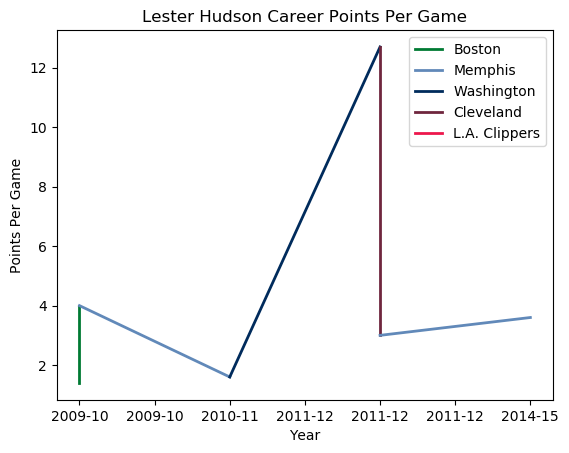 Lester Hudson Career Points Per Game
Points Per Game
12
10
8
6
4
2
Boston
Memphis
Washington
Cleveland
L.A. Clippers
2009-10 2009-10 2010-11 2011-12 2011-12 2011-12 2014-15
Year